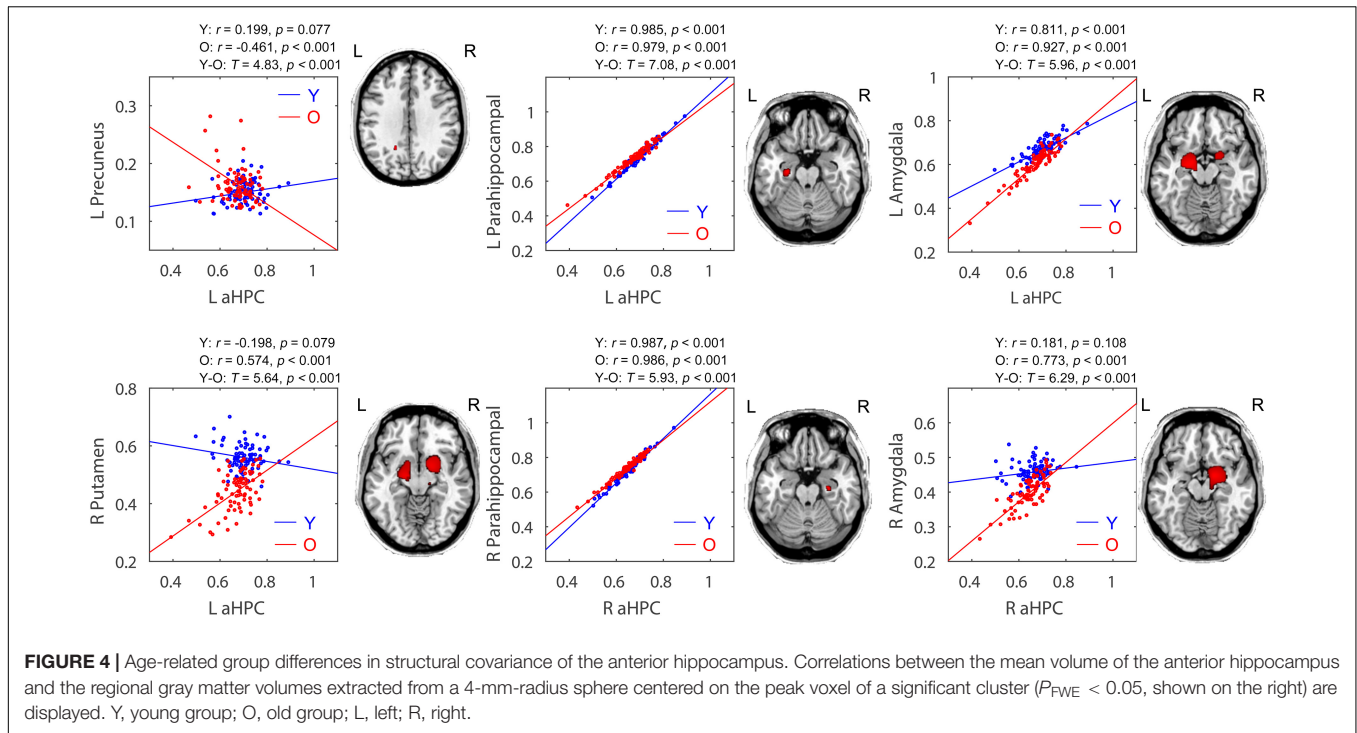 Y: r = 0.199, p = 0.077
O: r = -0.461, p < 0.001
Y-O: T = 4.83, p < 0.001
L R
0.3
0.2
0.1
L Precuneus
Y
O
0.4 0.6 0.8 1
L aHPC
Y: r = 0.985, p < 0.001
O: r = 0.979, p < 0.001
Y-O: T = 7.08, p < 0.001
L R
1
0.8
0.6
0.4
0.2
L Parahippocampal
Y
O
0.4 0.6 0.8 1
L aHPC
Y: r = 0.811, p < 0.001
O: r = 0.927, p < 0.001
Y-O: T = 5.96, p < 0.001
L R
1
0.8
0.6
0.4
0.2
L Amygdala
Y
O
0.4 0.6 0.8 1
L aHPC
Y: r = -0.198, p = 0.079
O: r = 0.574, p < 0.001
Y-O: T = 5.64, p < 0.001
L R
0.8
0.6
0.4
0.2
R Putamen
Y
O
0.4 0.6 0.8 1
L aHPC
Y: r = 0.987, p < 0.001
O: r = 0.986, p < 0.001
Y-O: T = 5.93, p < 0.001
L R
1
0.8
0.6
0.4
0.2
R Parahippocampal
Y
O
0.4 0.6 0.8 1
R aHPC
Y: r = 0.181, p = 0.108
O: r = 0.773, p < 0.001
Y-O: T = 6.29, p < 0.001
L R
0.6
0.5
0.4
0.3
0.2
R Amygdala
Y
O
0.4 0.6 0.8 1
R aHPC
FIGURE 4 | Age-related group differences in structural covariance of the anterior hippocampus. Correlations between the mean volume of the anterior hippocampus
and the regional gray matter volumes extracted from a 4-mm-radius sphere centered on the peak voxel of a significant cluster (P_FWE < 0.05, shown on the right) are
displayed. Y, young group; O, old group; L, left; R, right.